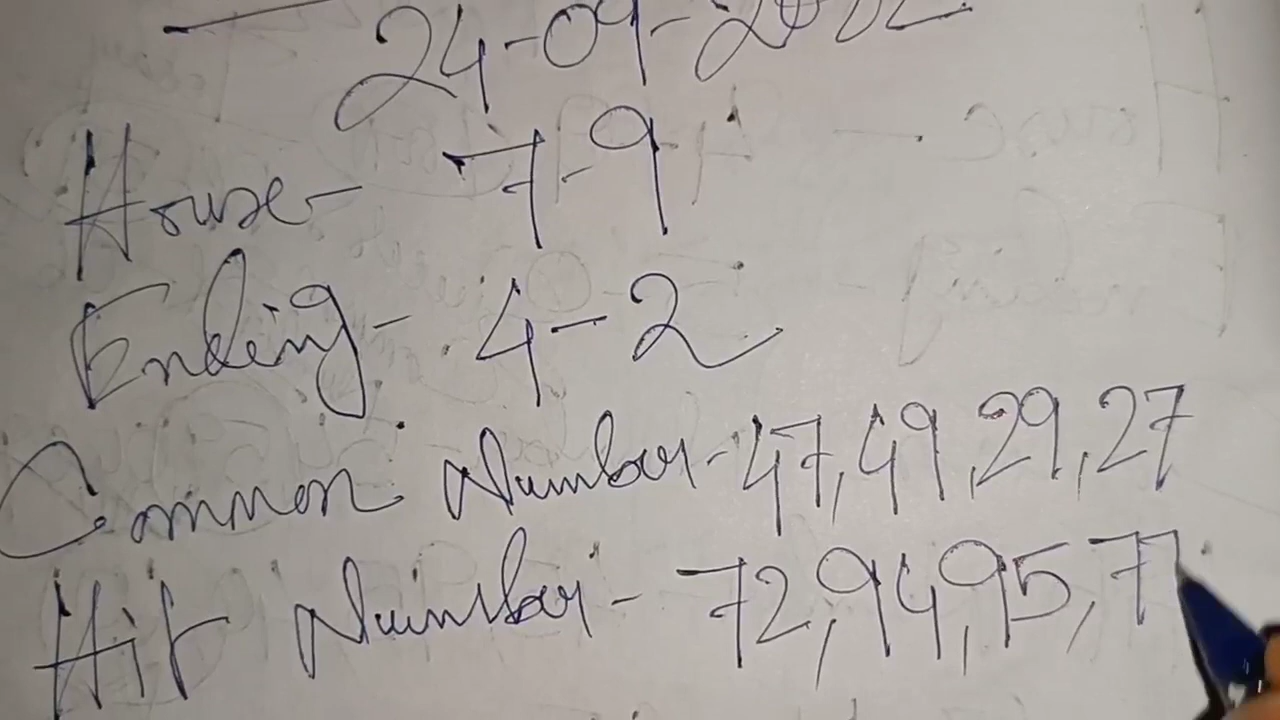 24-09-2022
House- 7-9
Ending- 4-2
Common Number-47,49,29,27
Hit Number- 72,94,95,77